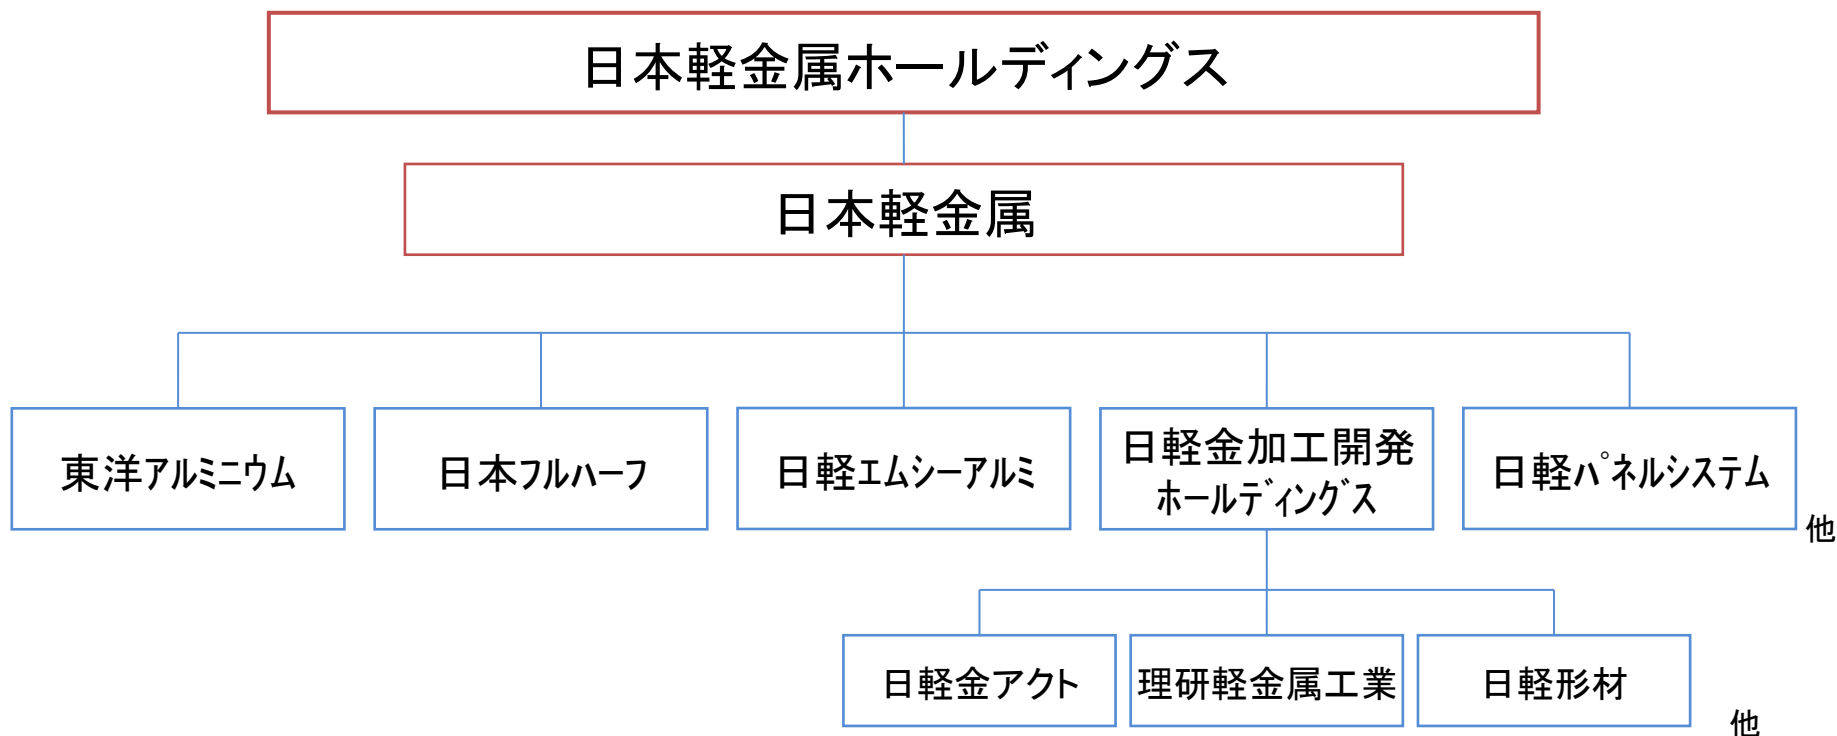 日本軽金属ホールディングス
日本軽金属
東洋ｱﾙﾐﾆｳﾑ
日本ﾌﾙﾊｰﾌ
日軽ｴﾑｼｰｱﾙﾐ
日軽金加工開発
ﾎｰﾙﾃﾞｨﾝｸﾞｽ
日軽ﾊﾟﾈﾙｼｽﾃﾑ
他
日軽金アクト
理研軽金属工業
日軽形材
他